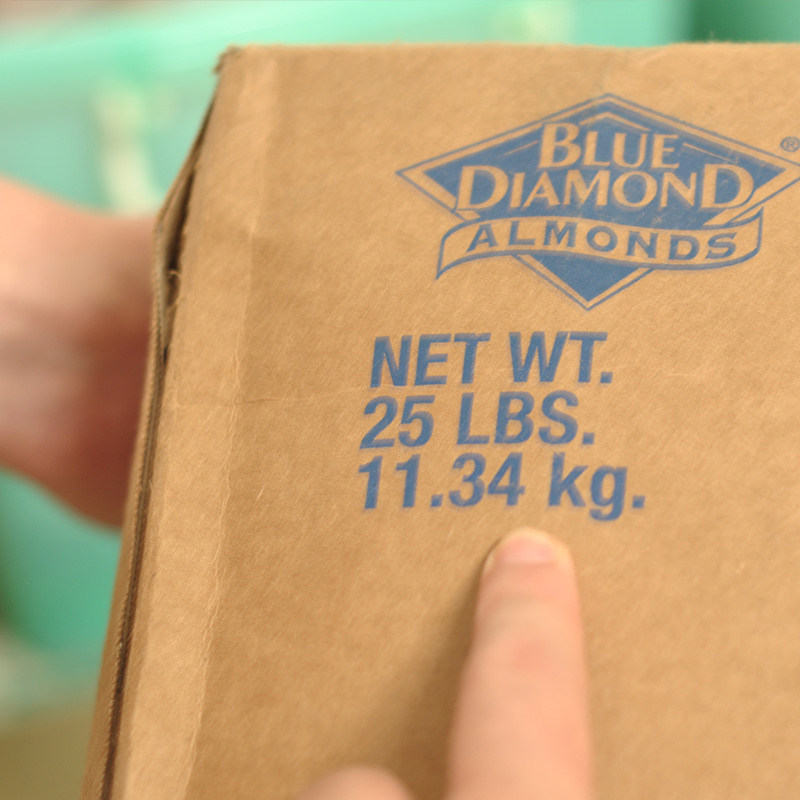 BLUE
DIAMOND
®
ALMONDS
NET WT.
25 LBS.
11.34 kg.